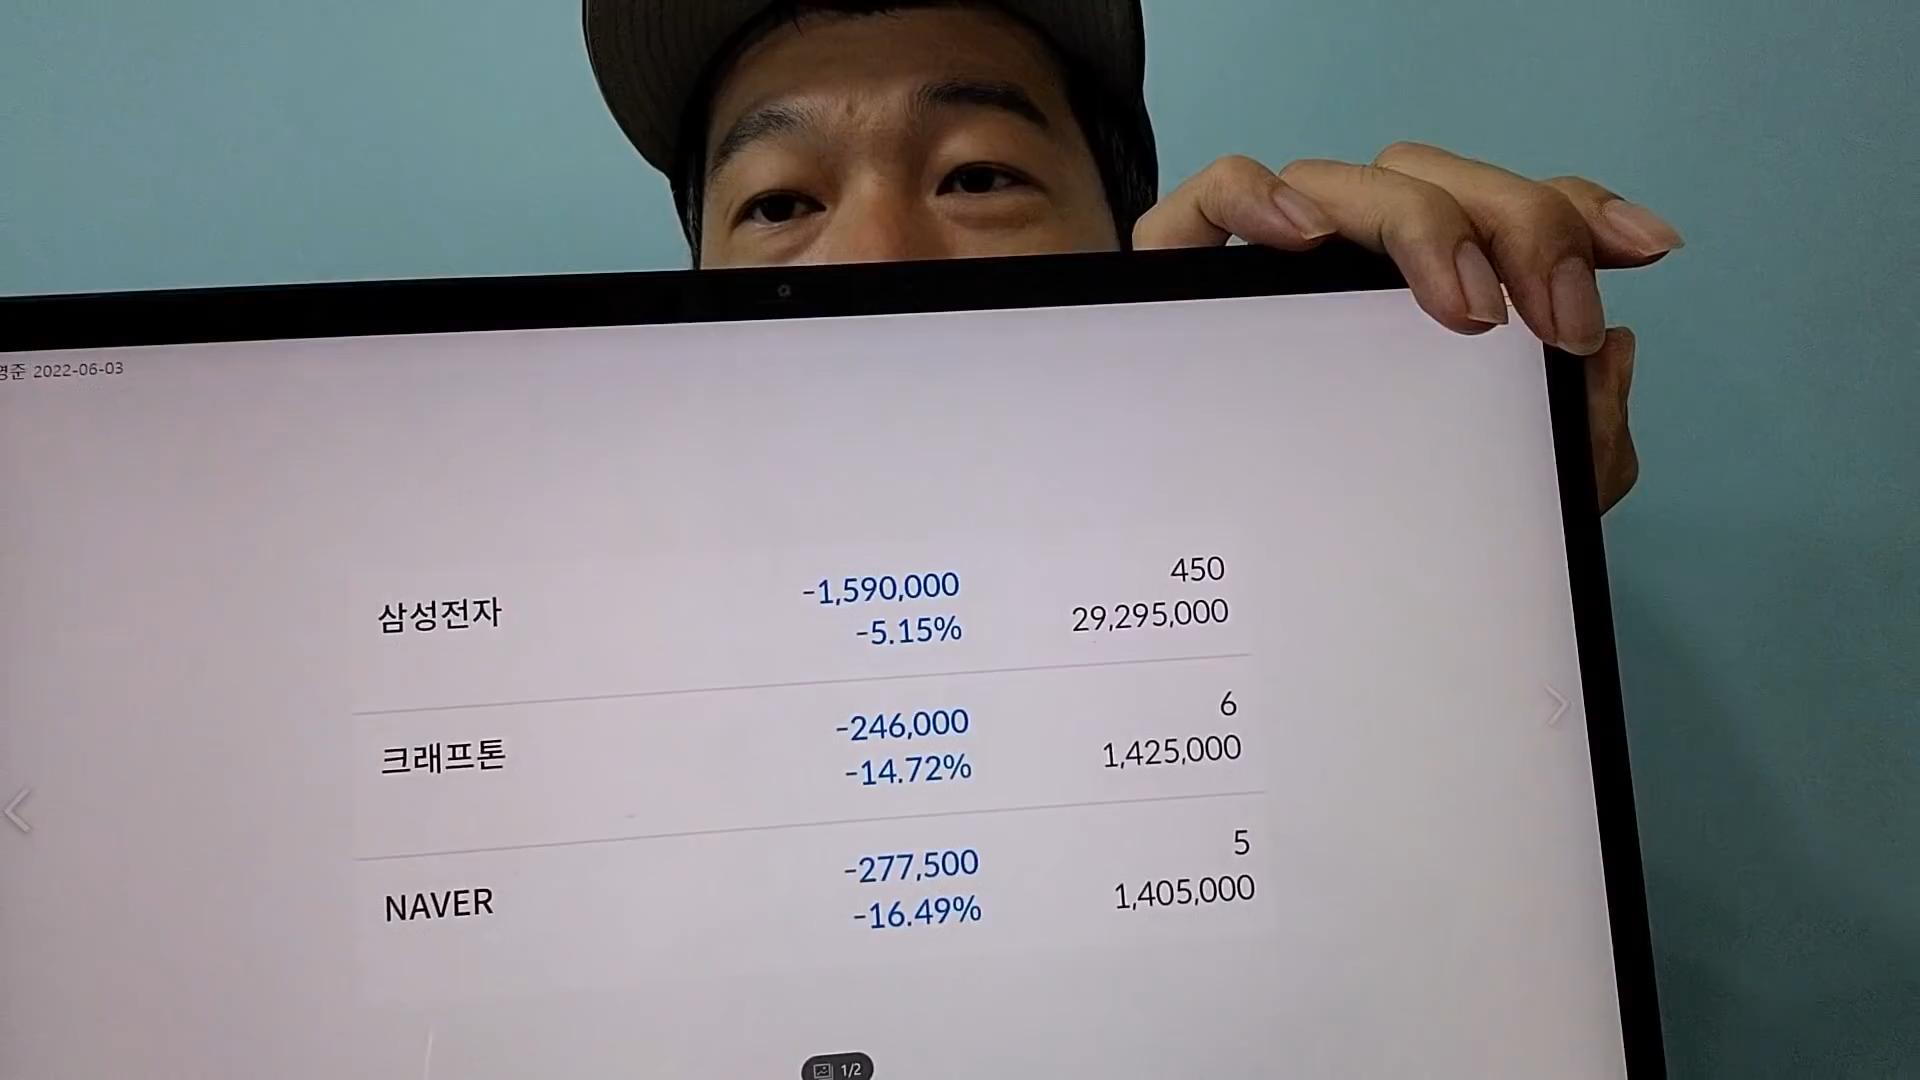 영준 2022-06-03
삼성전자 -1,590,000 450
-5.15% 29,295,000
크래프톤 -246,000 6
-14.72% 1,425,000
NAVER -277,500 5
-16.49% 1,405,000
1/2